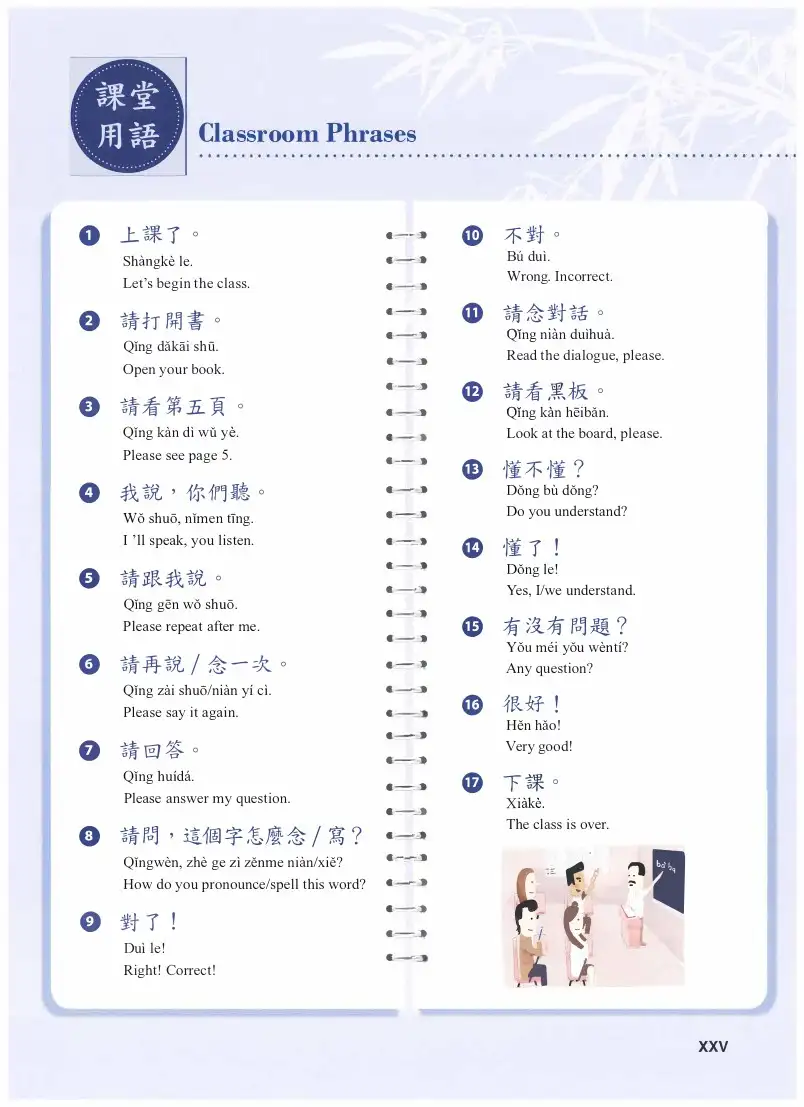 課堂
用語
Classroom Phrases
1 上課了。
Shàngkè le.
Let’s begin the class.
2 請打開書。
Qǐng dǎkāi shū.
Open your book.
3 請看第五頁。
Qǐng kàn dì wǔ yè.
Please see page 5.
4 我說，你們聽。
Wǒ shuō, nǐmen tīng.
I ’ll speak, you listen.
5 請跟我說。
Qǐng gēn wǒ shuō.
Please repeat after me.
6 請再說/念一次。
Qǐng zài shuō/niàn yí cì.
Please say it again.
7 請回答。
Qǐng huídá.
Please answer my question.
8 請問，這個字怎麼念/寫？
Qǐngwèn, zhè ge zì zěnme niàn/xiě?
How do you pronounce/spell this word?
9 對了！
Duì le!
Right! Correct!
10 不對。
Bú duì.
Wrong. Incorrect.
11 請念對話。
Qǐng niàn duìhuà.
Read the dialogue, please.
12 請看黑板。
Qǐng kàn hēibǎn.
Look at the board, please.
13 懂不懂？
Dǒng bù dǒng?
Do you understand?
14 懂了！
Dǒng le!
Yes, I/we understand.
15 有沒有問題？
Yǒu méi yǒu wèntí?
Any question?
16 很好！
Hěn hǎo!
Very good!
17 下課。
Xiàkè.
The class is over.
XXV